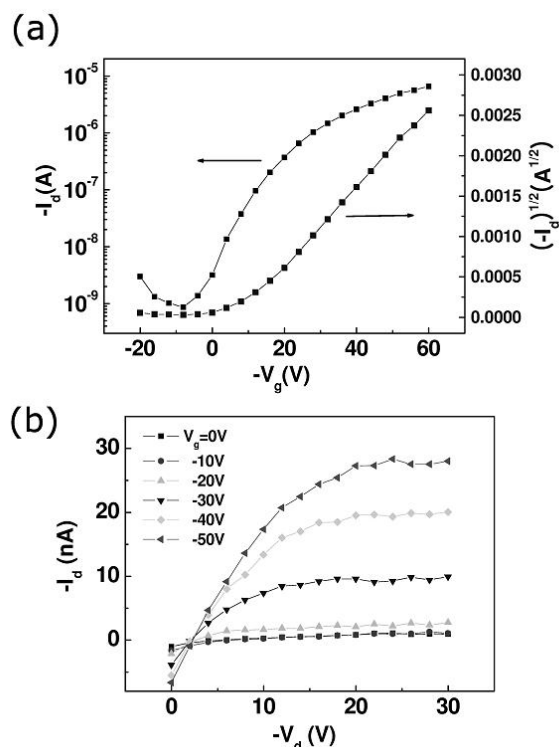 (a)
10⁻⁵
10⁻⁶
10⁻⁷
10⁻⁸
10⁻⁹
-I_d(A)
0.0030
0.0025
0.0020
0.0015
0.0010
0.0005
0.0000
(-I_d)^{1/2}(A^{1/2})
-20 0 20 40 60
-V_g(V)
(b)
V_g=0V
-10V
-20V
-30V
-40V
-50V
30
20
10
0
-I_d (nA)
0 10 20 30
-V_d (V)